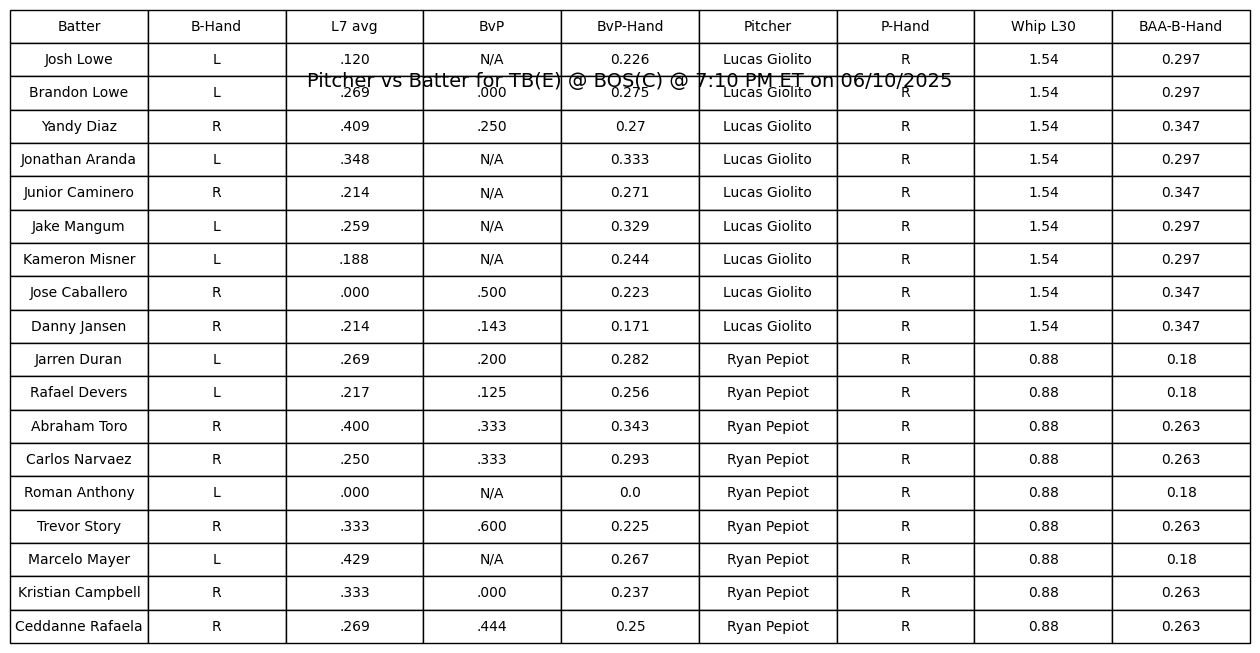 Batter B-Hand L7 avg BvP BvP-Hand Pitcher P-Hand Whip L30 BAA-B-Hand
Josh Lowe L .120 N/A 0.226 Lucas Giolito R 1.54 0.297
Pitcher vs Batter for TB(E) @ BOS(C) @ 7:10 PM ET on 06/10/2025
Brandon Lowe L .269 .000 0.275 Lucas Giolito R 1.54 0.297
Yandy Diaz R .409 .250 0.27 Lucas Giolito R 1.54 0.347
Jonathan Aranda L .348 N/A 0.333 Lucas Giolito R 1.54 0.297
Junior Caminero R .214 N/A 0.271 Lucas Giolito R 1.54 0.347
Jake Mangum L .259 N/A 0.329 Lucas Giolito R 1.54 0.297
Kameron Misner L .188 N/A 0.244 Lucas Giolito R 1.54 0.297
Jose Caballero R .000 .500 0.223 Lucas Giolito R 1.54 0.347
Danny Jansen R .214 .143 0.171 Lucas Giolito R 1.54 0.347
Jarren Duran L .269 .200 0.282 Ryan Pepiot R 0.88 0.18
Rafael Devers L .217 .125 0.256 Ryan Pepiot R 0.88 0.18
Abraham Toro R .400 .333 0.343 Ryan Pepiot R 0.88 0.263
Carlos Narvaez R .250 .333 0.293 Ryan Pepiot R 0.88 0.263
Roman Anthony L .000 N/A 0.0 Ryan Pepiot R 0.88 0.18
Trevor Story R .333 .600 0.225 Ryan Pepiot R 0.88 0.263
Marcelo Mayer L .429 N/A 0.267 Ryan Pepiot R 0.88 0.18
Kristian Campbell R .333 .000 0.237 Ryan Pepiot R 0.88 0.263
Ceddanne Rafaela R .269 .444 0.25 Ryan Pepiot R 0.88 0.263